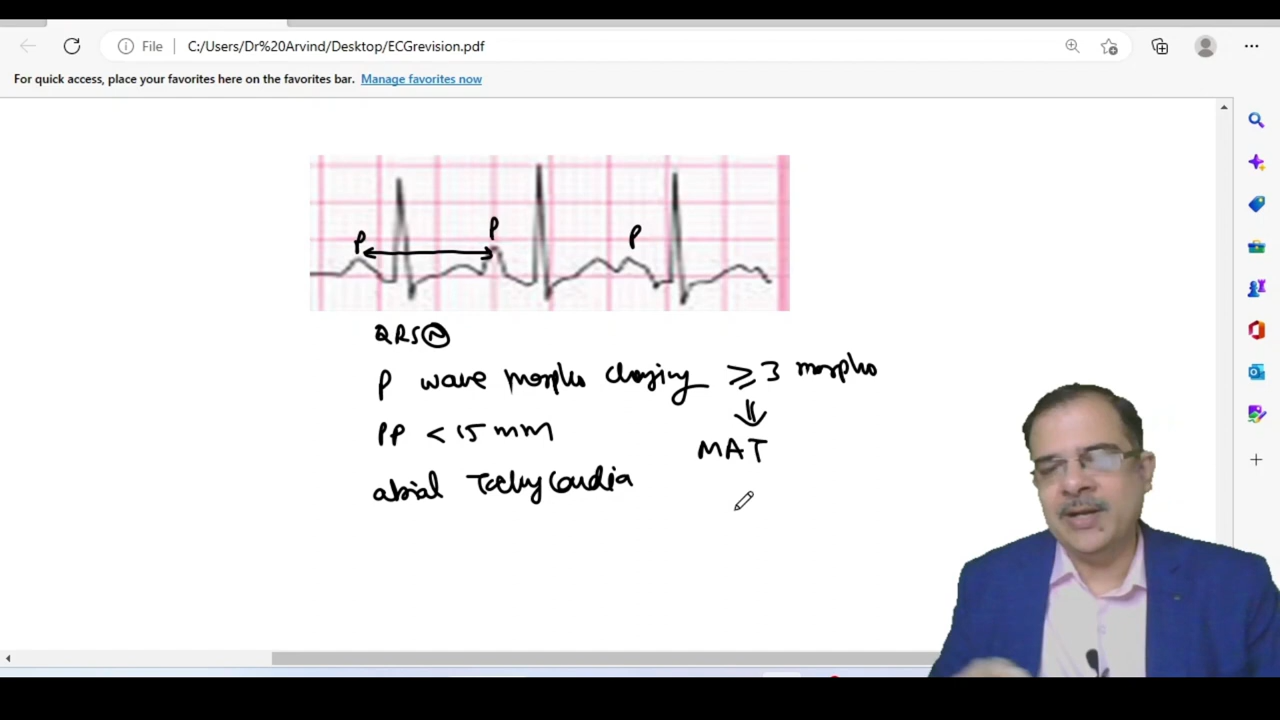 File C:/Users/Dr%20Arvind/Desktop/ECGrevision.pdf
For quick access, place your favorites here on the favorites bar. Manage favorites now
P P P
QRS N
P wave morpho changing ≥ 3 morpho
⇓
PP < 15 mm
MAT
atrial Tachycardia